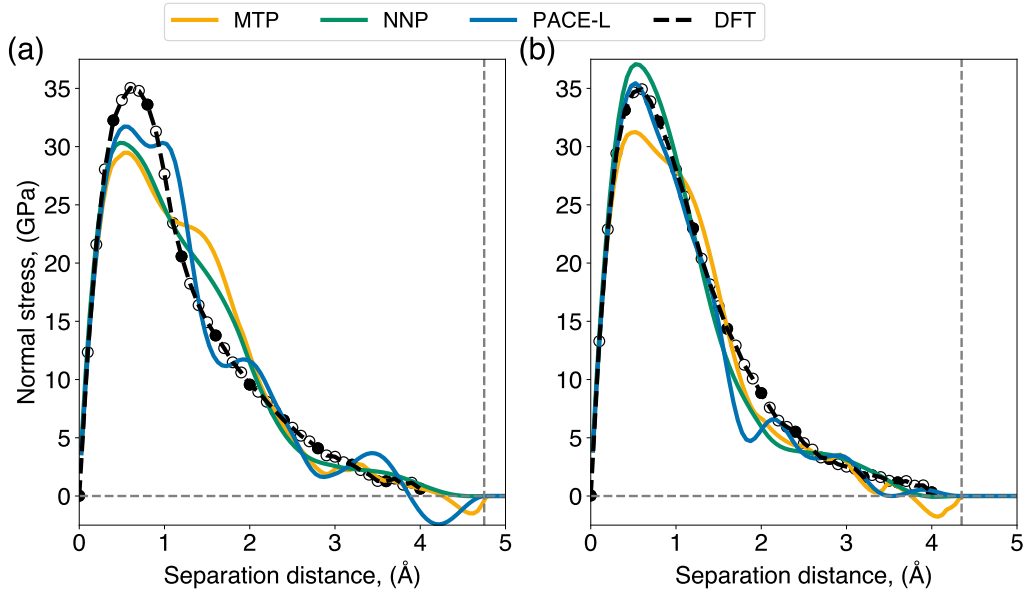 MTP NNP PACE-L DFT
(a) (b)
Normal stress, (GPa)
35
30
25
20
15
10
5
0
0 1 2 3 4 5
Separation distance, (Å)
35
30
25
20
15
10
5
0
0 1 2 3 4 5
Separation distance, (Å)